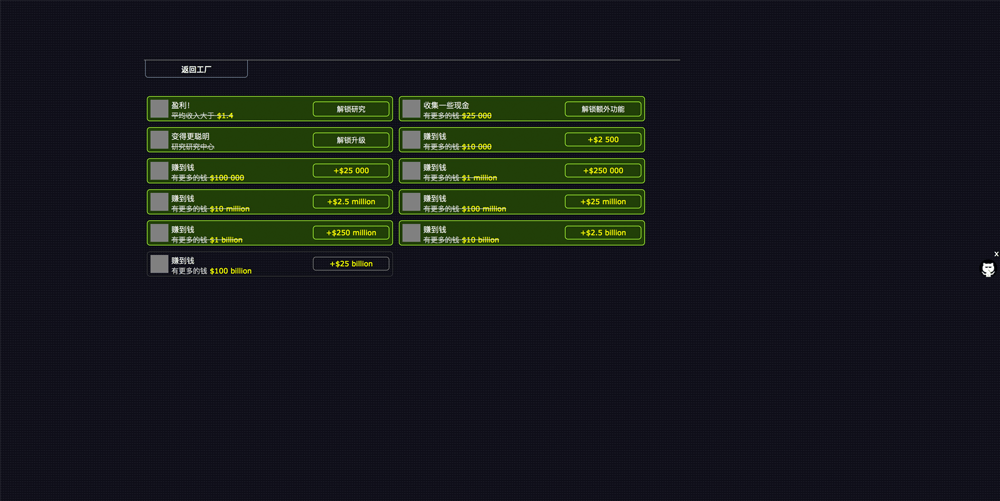 返回工厂
盈利！
平均收入大于 $1.4
解锁研究
收集一些现金
有更多的钱 $25 000
解锁额外功能
变得更聪明
研究研究中心
解锁升级
赚到钱
有更多的钱 $10 000
+$2 500
赚到钱
有更多的钱 $100 000
+$25 000
赚到钱
有更多的钱 $1 million
+$250 000
赚到钱
有更多的钱 $10 million
+$2.5 million
赚到钱
有更多的钱 $100 million
+$25 million
赚到钱
有更多的钱 $1 billion
+$250 million
赚到钱
有更多的钱 $10 billion
+$2.5 billion
赚到钱
有更多的钱 $100 billion
+$25 billion
x